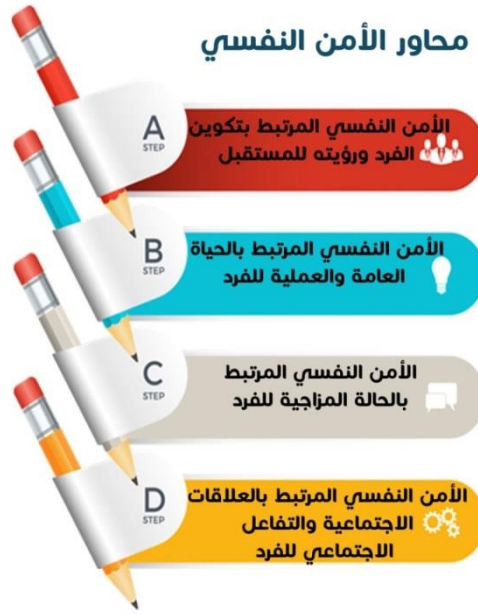 محاور الأمن النفسي
A
STEP
الأمن النفسي المرتبط بتكوين
الفرد ورؤيته للمستقبل
B
STEP
الأمن النفسي المرتبط بالحياة
العامة والعملية للفرد
C
STEP
الأمن النفسي المرتبط
بالحالة المزاجية للفرد
D
STEP
الأمن النفسي المرتبط بالعلاقات
الاجتماعية والتفاعل
الاجتماعي للفرد